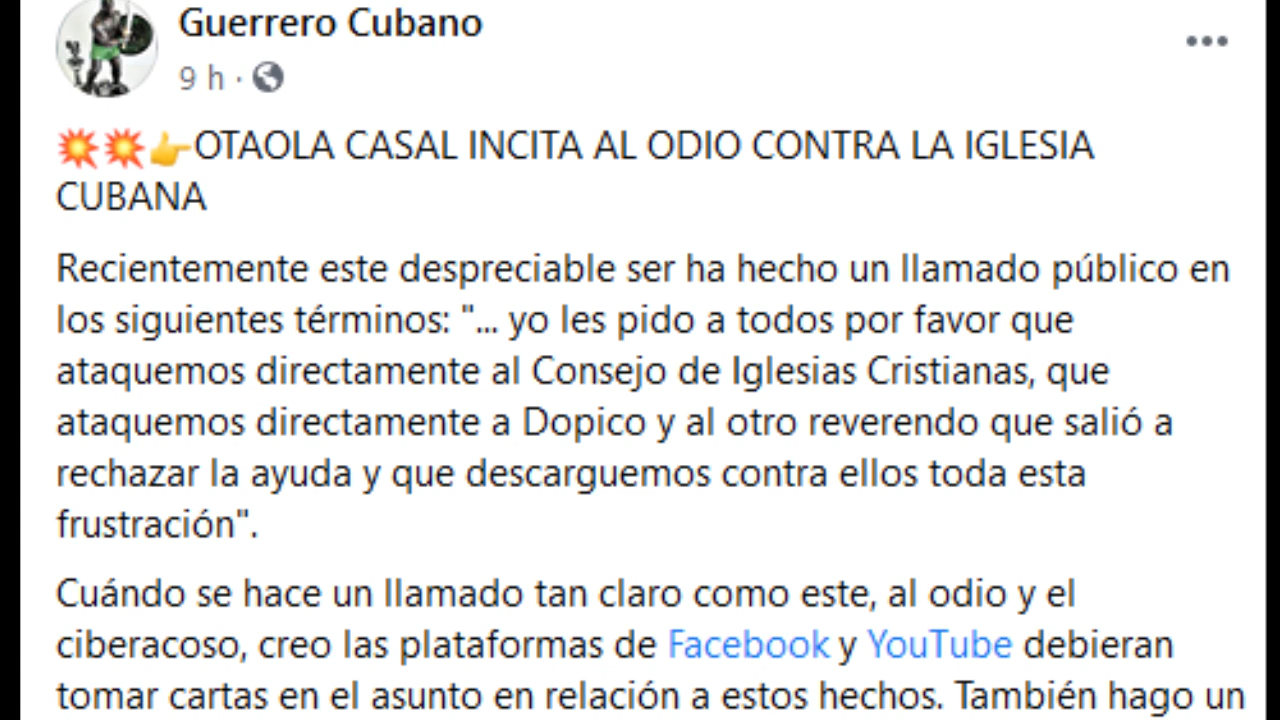 Guerrero Cubano
9 h ·
💥💥👉OTAOLA CASAL INCITA AL ODIO CONTRA LA IGLESIA
CUBANA
Recientemente este despreciable ser ha hecho un llamado público en
los siguientes términos: "... yo les pido a todos por favor que
ataquemos directamente al Consejo de Iglesias Cristianas, que
ataquemos directamente a Dopico y al otro reverendo que salió a
rechazar la ayuda y que descarguemos contra ellos toda esta
frustración".
Cuándo se hace un llamado tan claro como este, al odio y el
ciberacoso, creo las plataformas de Facebook y YouTube debieran
tomar cartas en el asunto en relación a estos hechos. También hago un